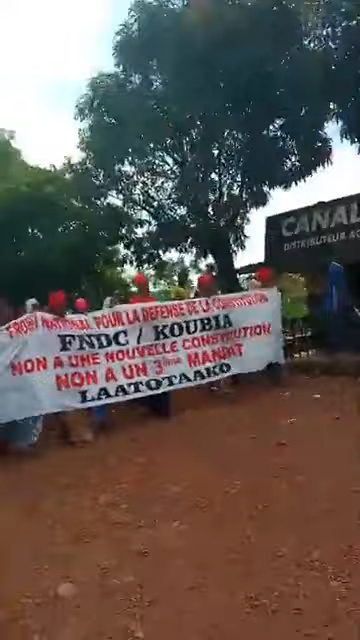 FRONT NATIONAL POUR LA DEFENSE DE LA CONSTITUTION
FNDC / KOUBIA
NON A UNE NOUVELLE CONSTITUTION
NON A UN 3ème MANDAT
LAATOTAAKO
CANAL
DISTRIBUTEUR